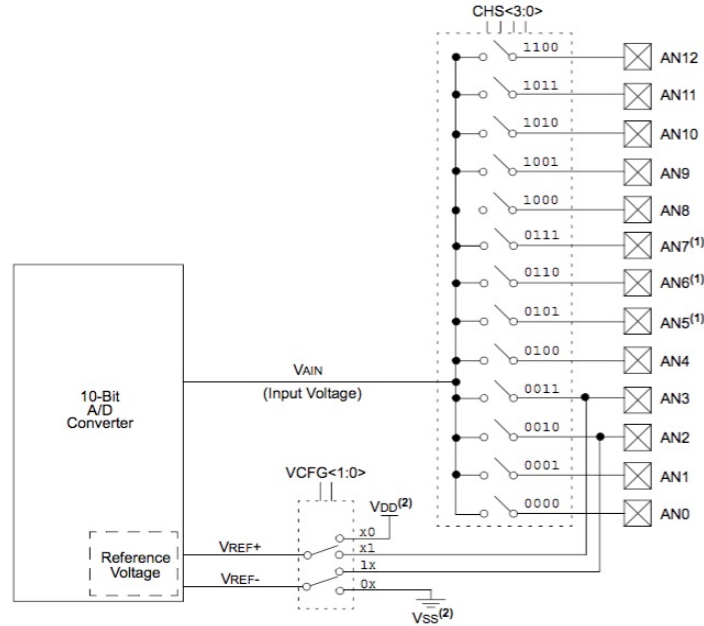 CHS<3:0>
1100 AN12
1011 AN11
1010 AN10
1001 AN9
1000 AN8
0111 AN7(1)
0110 AN6(1)
0101 AN5(1)
0100 AN4
VAIN
(Input Voltage)
0011 AN3
10-Bit
A/D
Converter
0010 AN2
VCFG<1:0>
0001 AN1
VDD(2)
0000 AN0
x0
VREF+
x1
Reference
Voltage
1x
VREF-
0x
VSS(2)